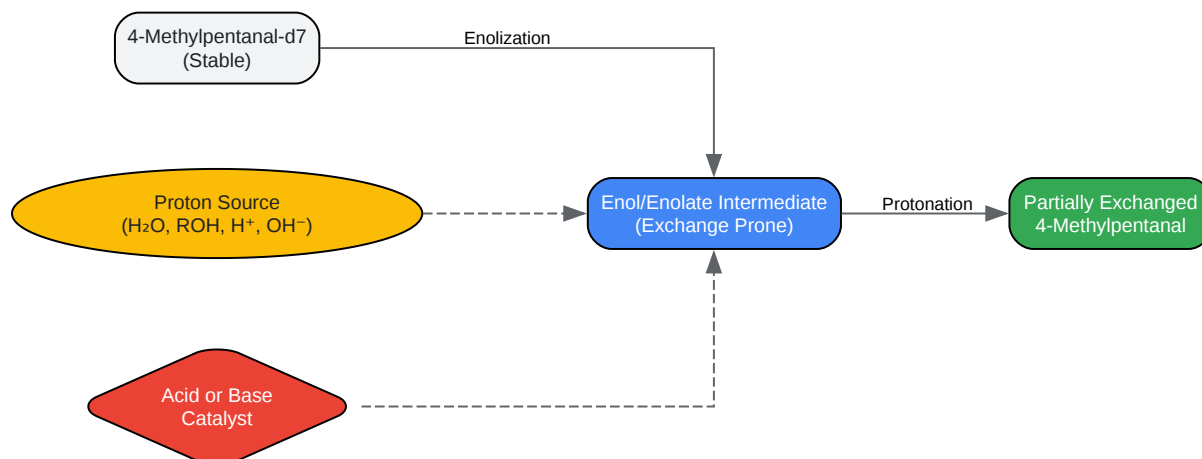 4-Methylpentanal-d7
(Stable)
Enolization
Proton Source
(H₂O, ROH, H⁺, OH⁻)
Enol/Enolate Intermediate
(Exchange Prone)
Protonation
Partially Exchanged
4-Methylpentanal
Acid or Base
Catalyst